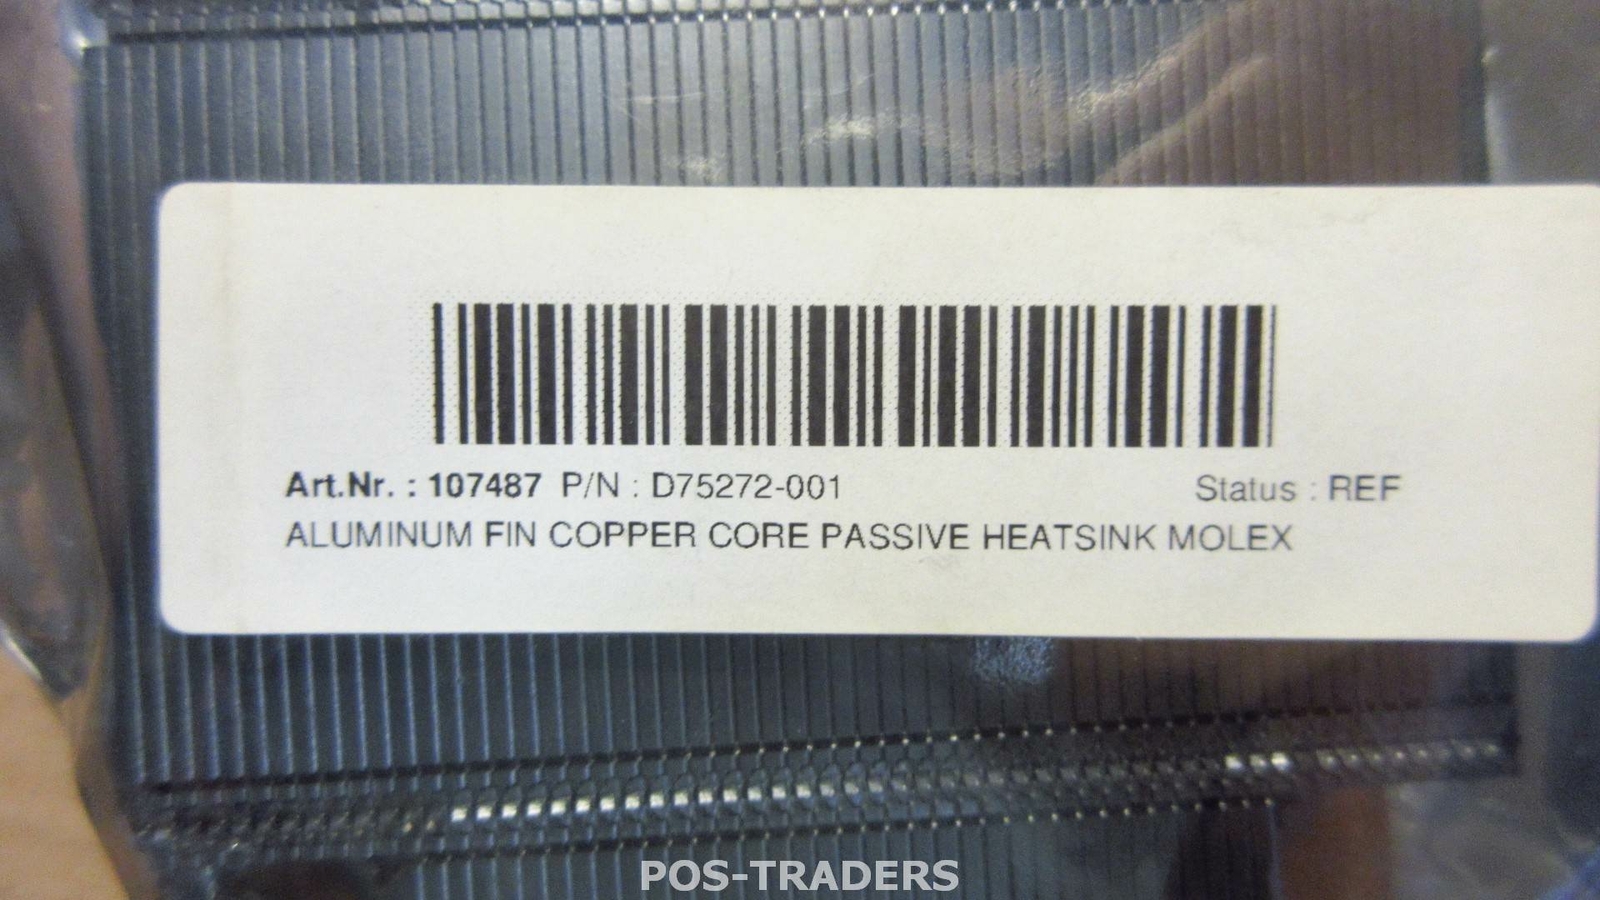 Art.Nr. : 107487 P/N : D75272-001 Status : REF
ALUMINUM FIN COPPER CORE PASSIVE HEATSINK MOLEX
POS-TRADERS